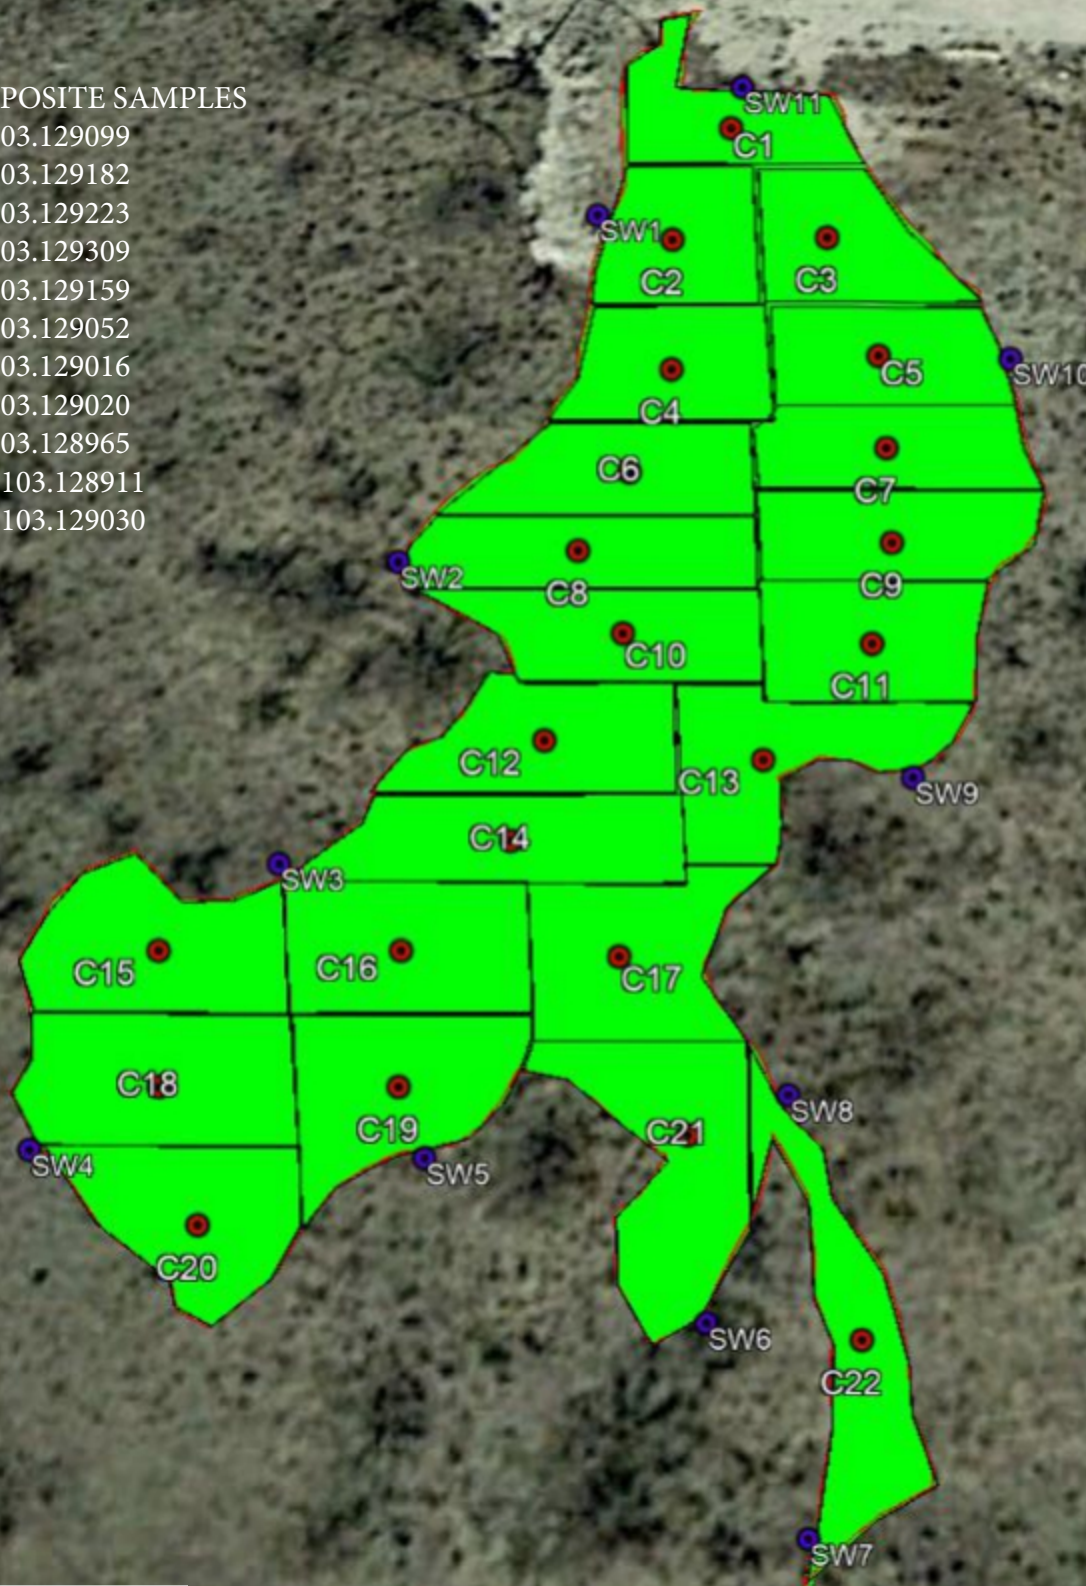 POSITE SAMPLES
03.129099
03.129182
03.129223
03.129309
03.129159
03.129052
03.129016
03.129020
03.128965
103.128911
103.129030
SW11
C1
SW1
C2
C3
C4
C5
SW10
C6
C7
SW2
C8
C9
C10
C11
C12
C13
SW9
C14
SW3
C15
C16
C17
C18
C19
C21
SW8
SW4
SW5
C20
SW6
C22
SW7